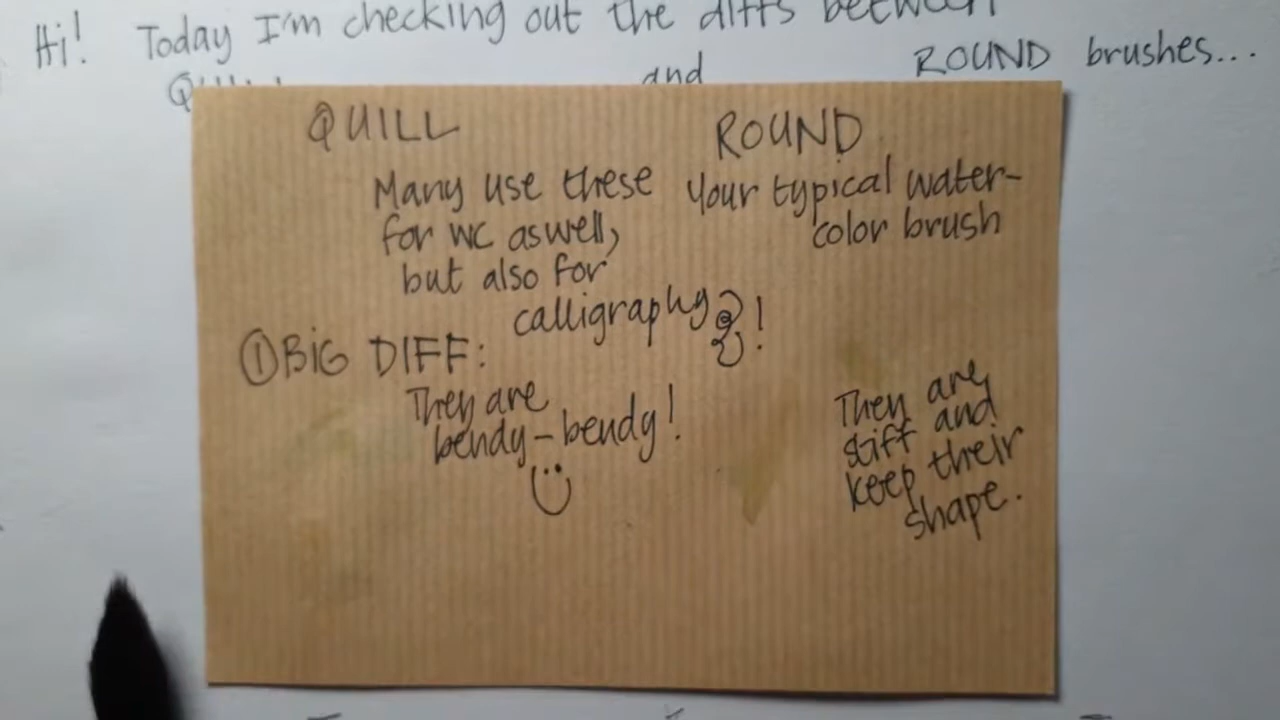 Hi! Today I'm checking out the diffs between
and ROUND brushes...
QUILL
Many use these
for WC aswell,
but also for
calligraphy !
ROUND
Your typical water-
color brush
① BIG DIFF:
They are
bendy-bendy!
They are
stiff and
keep their
shape.